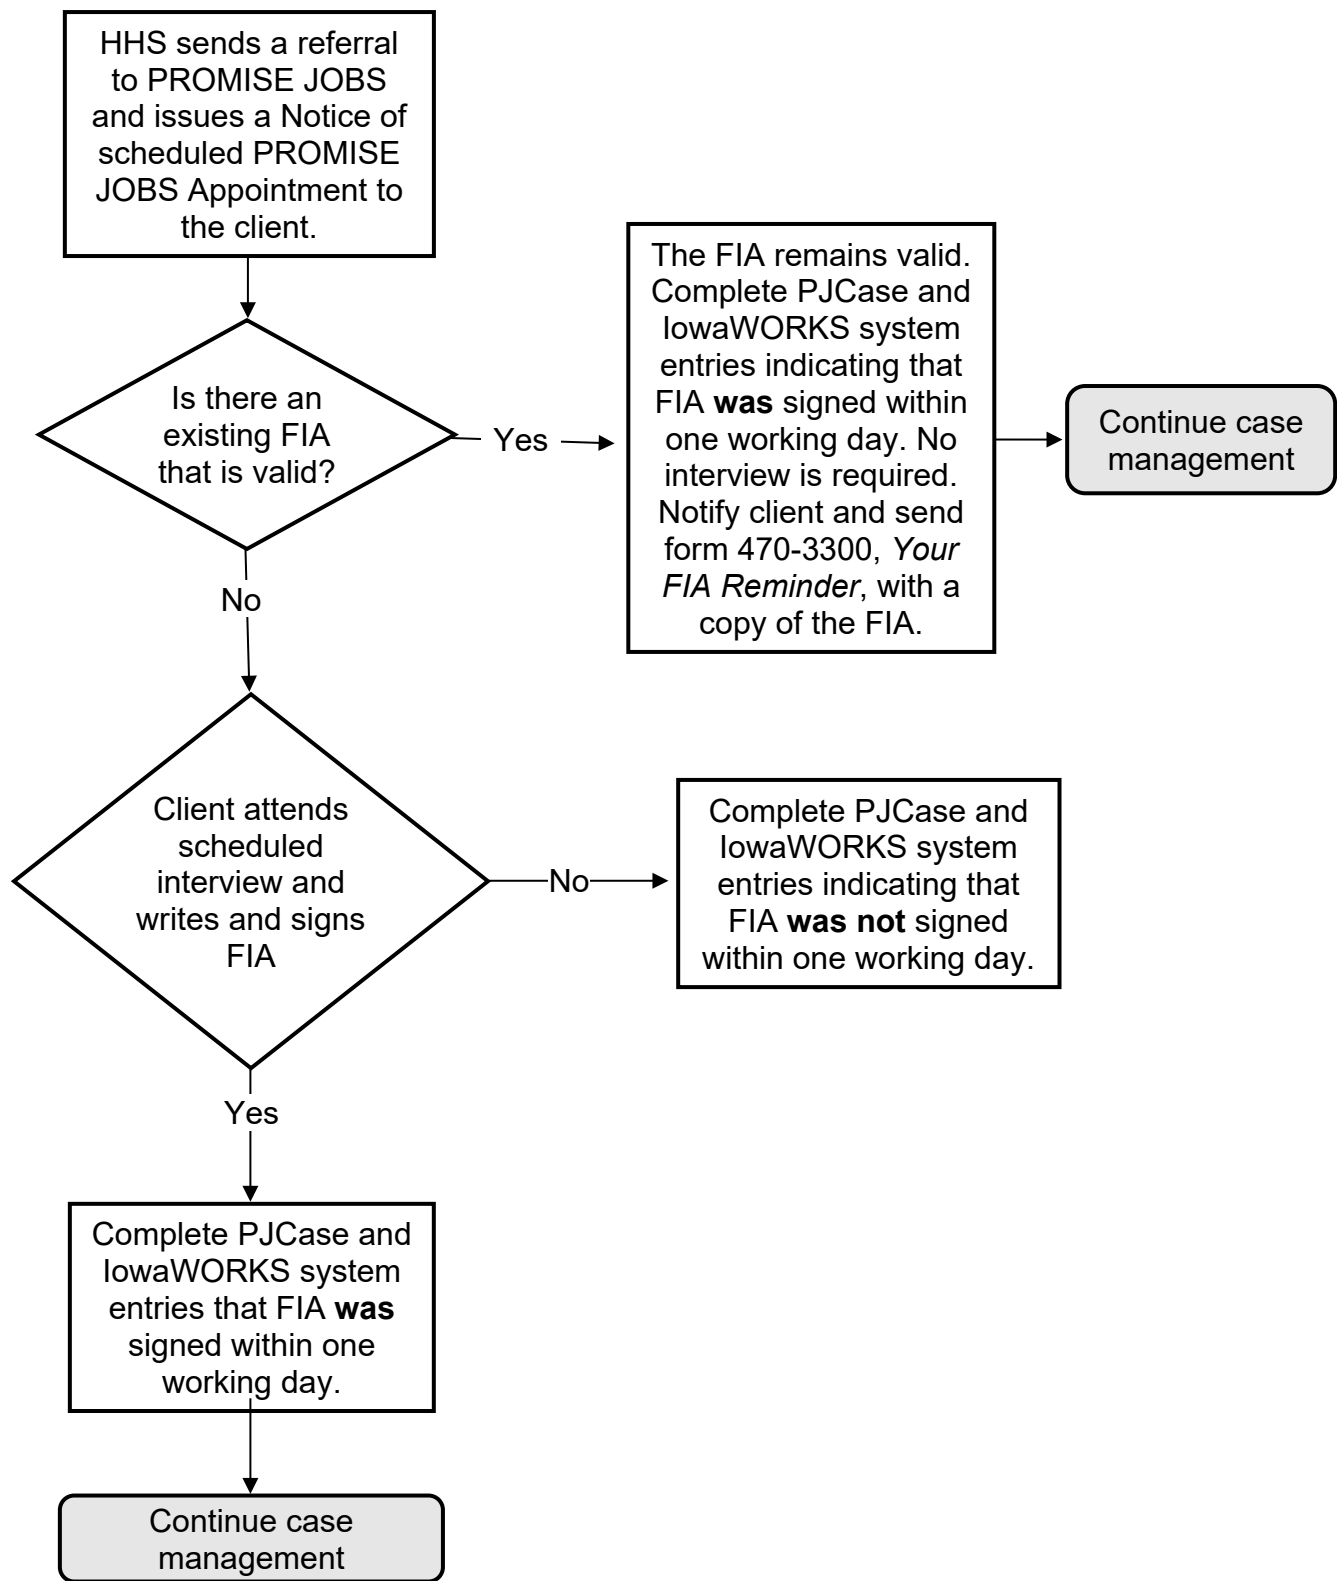 HHS sends a referral
to PROMISE JOBS
and issues a Notice of
scheduled PROMISE
JOBS Appointment to
the client.
Is there an
existing FIA
that is valid?
Yes
The FIA remains valid.
Complete PJCase and
IowaWORKS system
entries indicating that
FIA was signed within
one working day. No
interview is required.
Notify client and send
form 470-3300, Your
FIA Reminder, with a
copy of the FIA.
Continue case
management
No
Client attends
scheduled
interview and
writes and signs
FIA
No
Complete PJCase and
IowaWORKS system
entries indicating that
FIA was not signed
within one working day.
Yes
Complete PJCase and
IowaWORKS system
entries that FIA was
signed within one
working day.
Continue case
management